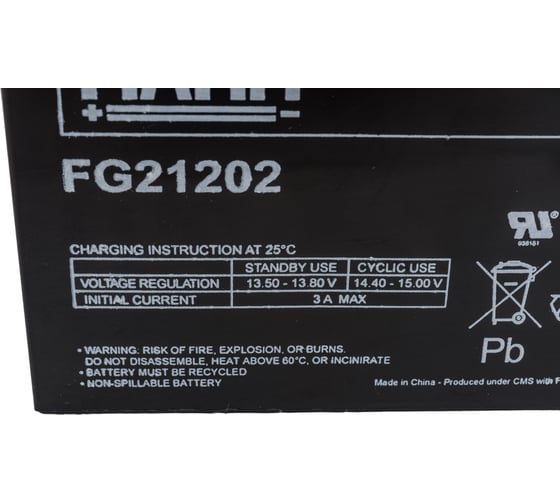 + −
FG21202
CHARGING INSTRUCTION AT 25°C
STANDBY USE CYCLIC USE
VOLTAGE REGULATION 13.50 - 13.80 V 14.40 - 15.00 V
INITIAL CURRENT 3 A MAX
• WARNING: RISK OF FIRE, EXPLOSION, OR BURNS.
DO NOT DISASSEMBLE, HEAT ABOVE 60°C, OR INCINIRATE
• BATTERY MUST BE RECYCLED
• NON-SPILLABLE BATTERY
Pb
Made in China - Produced under CMS with